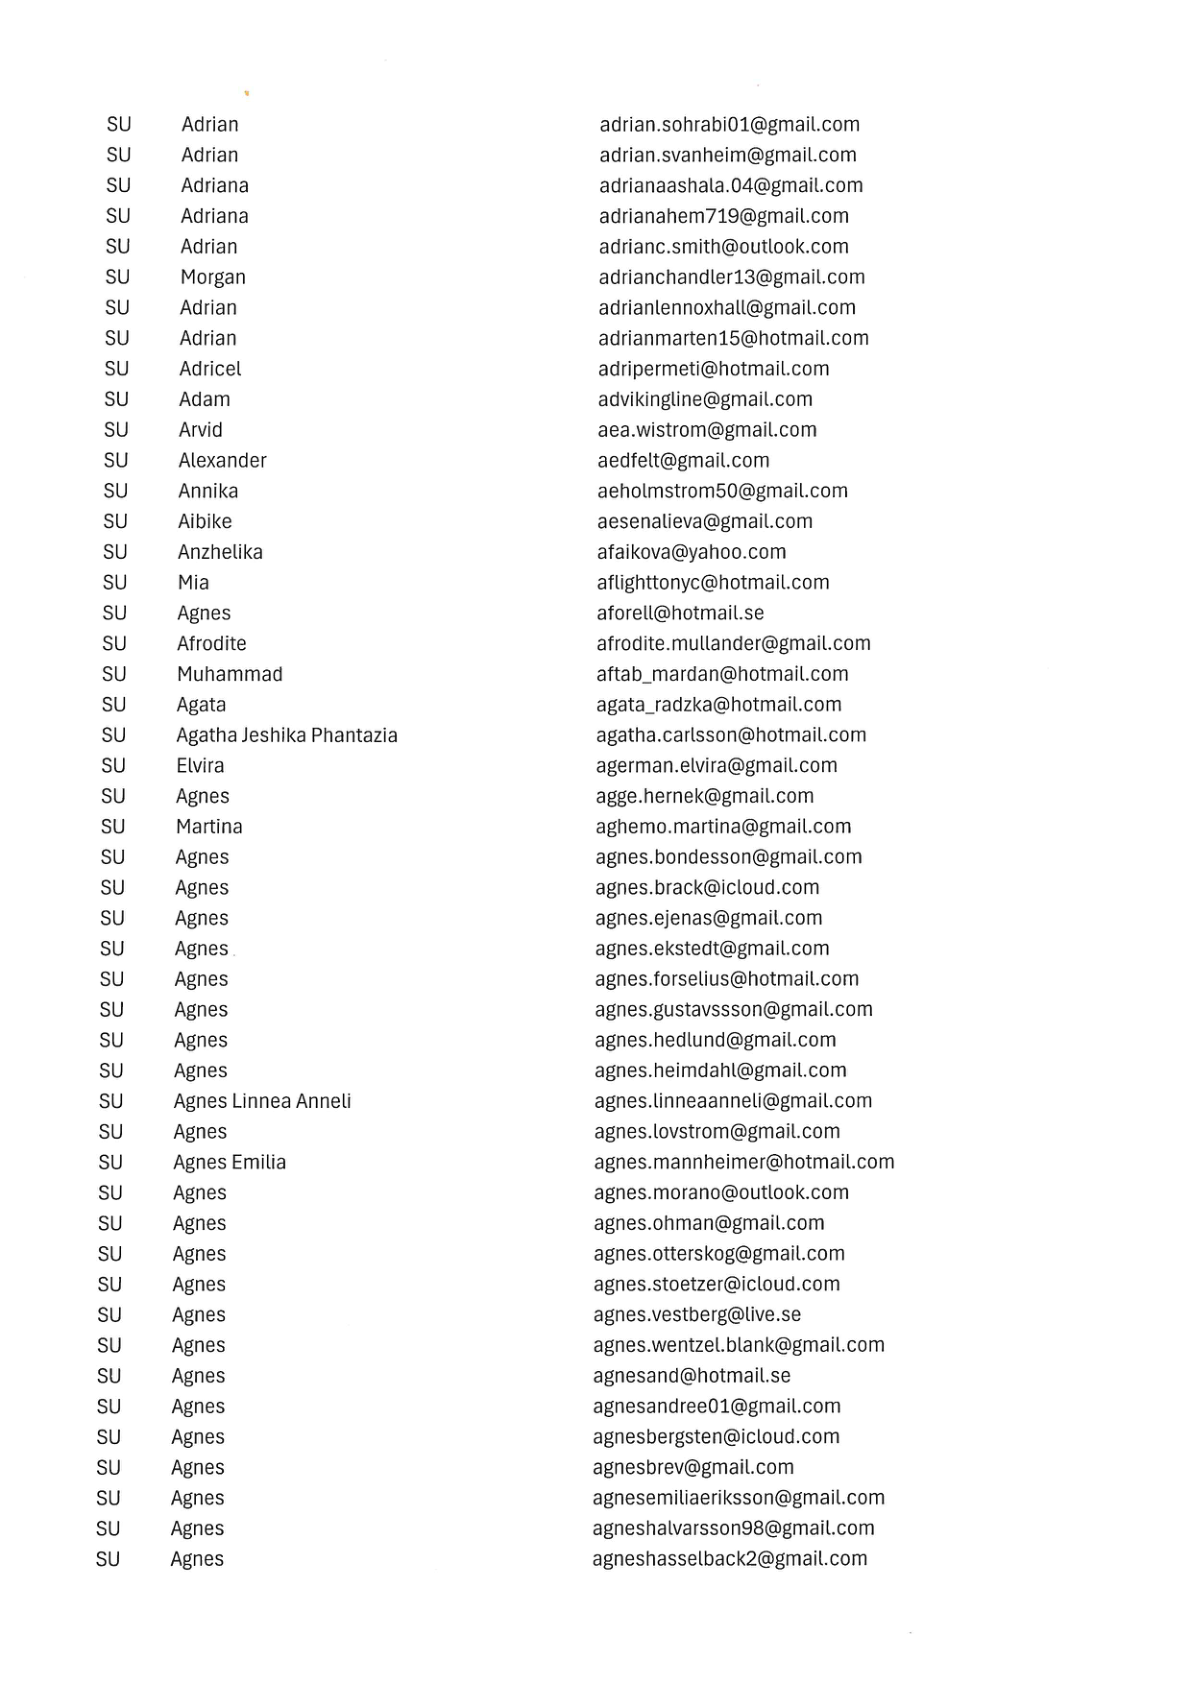 SU Adrian adrian.sohrabi01@gmail.com
SU Adrian adrian.svanheim@gmail.com
SU Adriana adrianaashala.04@gmail.com
SU Adriana adrianahem719@gmail.com
SU Adrian adrianc.smith@outlook.com
SU Morgan adrianchandler13@gmail.com
SU Adrian adrianlennoxhall@gmail.com
SU Adrian adrianmarten15@hotmail.com
SU Adricel adripermeti@hotmail.com
SU Adam advikingline@gmail.com
SU Arvid aea.wistrom@gmail.com
SU Alexander aedfelt@gmail.com
SU Annika aeholmstrom50@gmail.com
SU Aibike aesenalieva@gmail.com
SU Anzhelika afaikova@yahoo.com
SU Mia aflighttonyc@hotmail.com
SU Agnes aforell@hotmail.se
SU Afrodite afrodite.mullander@gmail.com
SU Muhammad aftab_mardan@hotmail.com
SU Agata agata_radzka@hotmail.com
SU Agatha Jeshika Phantazia agatha.carlsson@hotmail.com
SU Elvira agerman.elvira@gmail.com
SU Agnes agge.hernek@gmail.com
SU Martina aghemo.martina@gmail.com
SU Agnes agnes.bondesson@gmail.com
SU Agnes agnes.brack@icloud.com
SU Agnes agnes.ejenas@gmail.com
SU Agnes agnes.ekstedt@gmail.com
SU Agnes agnes.forselius@hotmail.com
SU Agnes agnes.gustavssson@gmail.com
SU Agnes agnes.hedlund@gmail.com
SU Agnes agnes.heimdahl@gmail.com
SU Agnes Linnea Anneli agnes.linneaanneli@gmail.com
SU Agnes agnes.lovstrom@gmail.com
SU Agnes Emilia agnes.mannheimer@hotmail.com
SU Agnes agnes.morano@outlook.com
SU Agnes agnes.ohman@gmail.com
SU Agnes agnes.otterskog@gmail.com
SU Agnes agnes.stoetzer@icloud.com
SU Agnes agnes.vestberg@live.se
SU Agnes agnes.wentzel.blank@gmail.com
SU Agnes agnesand@hotmail.se
SU Agnes agnesandree01@gmail.com
SU Agnes agnesbergsten@icloud.com
SU Agnes agnesbrev@gmail.com
SU Agnes agnesemiliaeriksson@gmail.com
SU Agnes agneshalvarsson98@gmail.com
SU Agnes agneshasselback2@gmail.com